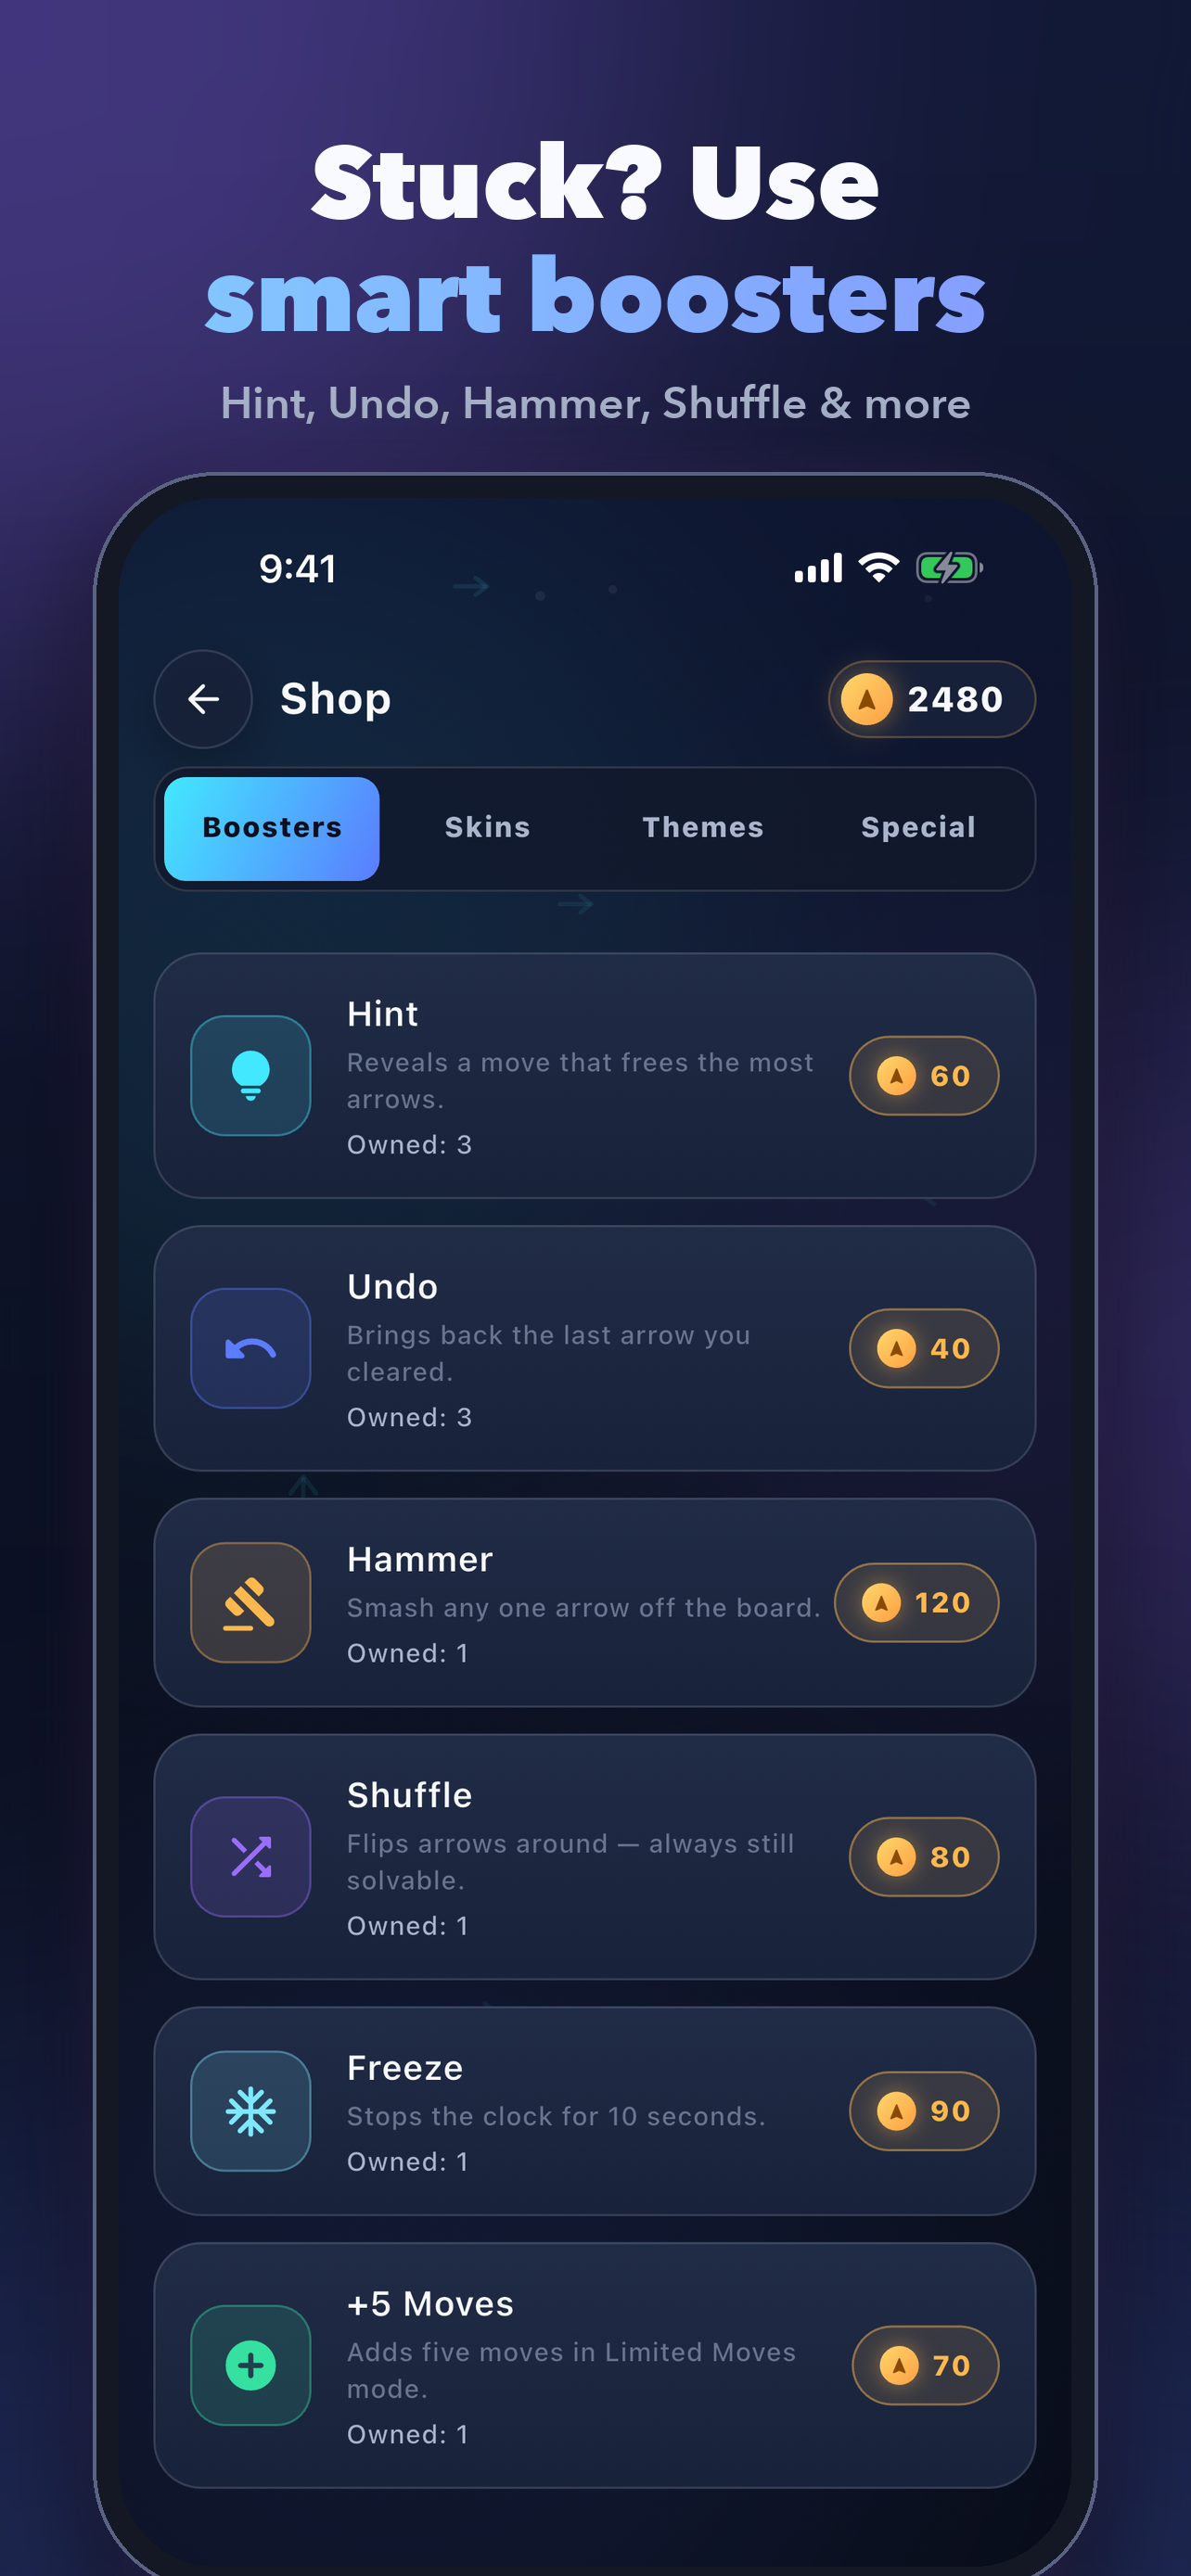 Stuck? Use
smart boosters
Hint, Undo, Hammer, Shuffle & more
9:41
Shop
2480
Boosters
Skins
Themes
Special
Hint
Reveals a move that frees the most
arrows.
Owned: 3
60
Undo
Brings back the last arrow you
cleared.
Owned: 3
40
Hammer
Smash any one arrow off the board.
Owned: 1
120
Shuffle
Flips arrows around — always still
solvable.
Owned: 1
80
Freeze
Stops the clock for 10 seconds.
Owned: 1
90
+5 Moves
Adds five moves in Limited Moves
mode.
Owned: 1
70